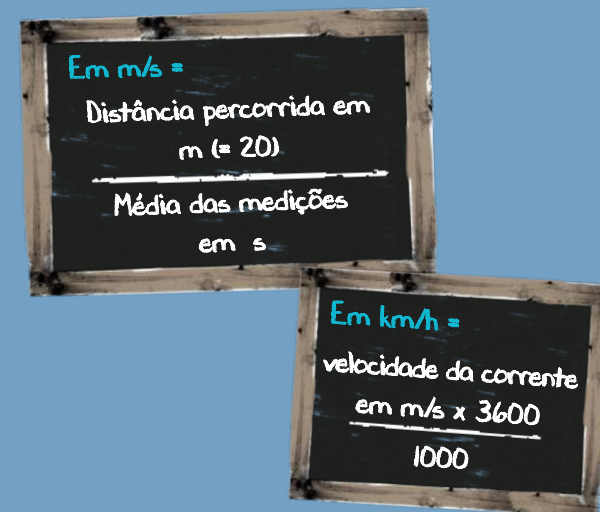 Em m/s =
Distância percorrida em
m (= 20)
Média das medições
em s
Em km/h =
velocidade da corrente
em m/s x 3600
1000